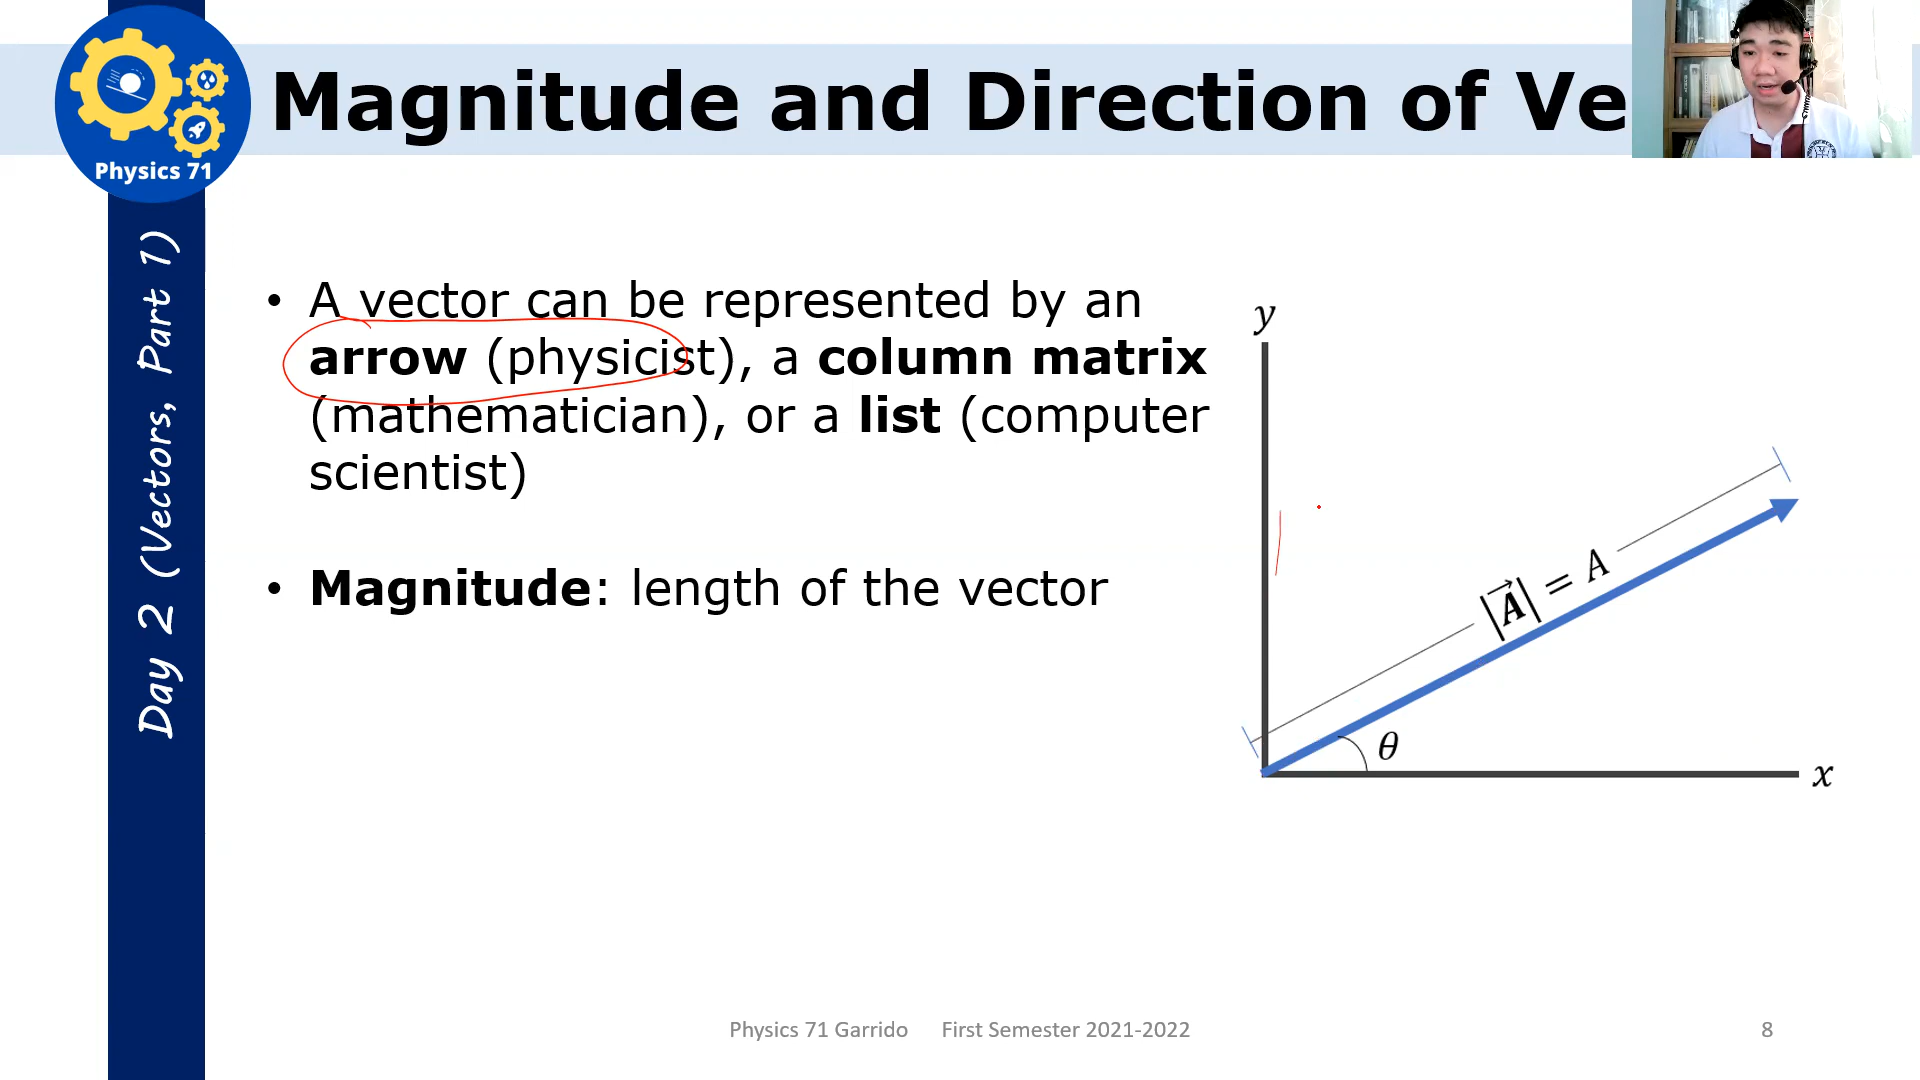 Magnitude and Direction of Ve
Physics 71
Day 2 (Vectors, Part 1)
• A vector can be represented by an
arrow (physicist), a column matrix
(mathematician), or a list (computer
scientist)
• Magnitude: length of the vector
y
|A⃗| = A
θ
x
Physics 71 Garrido First Semester 2021-2022
8